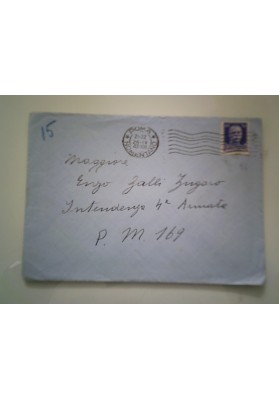 15
Maggiore
Enzo Galli Zugaro
Intendenza 4ª Armata
P. M 169